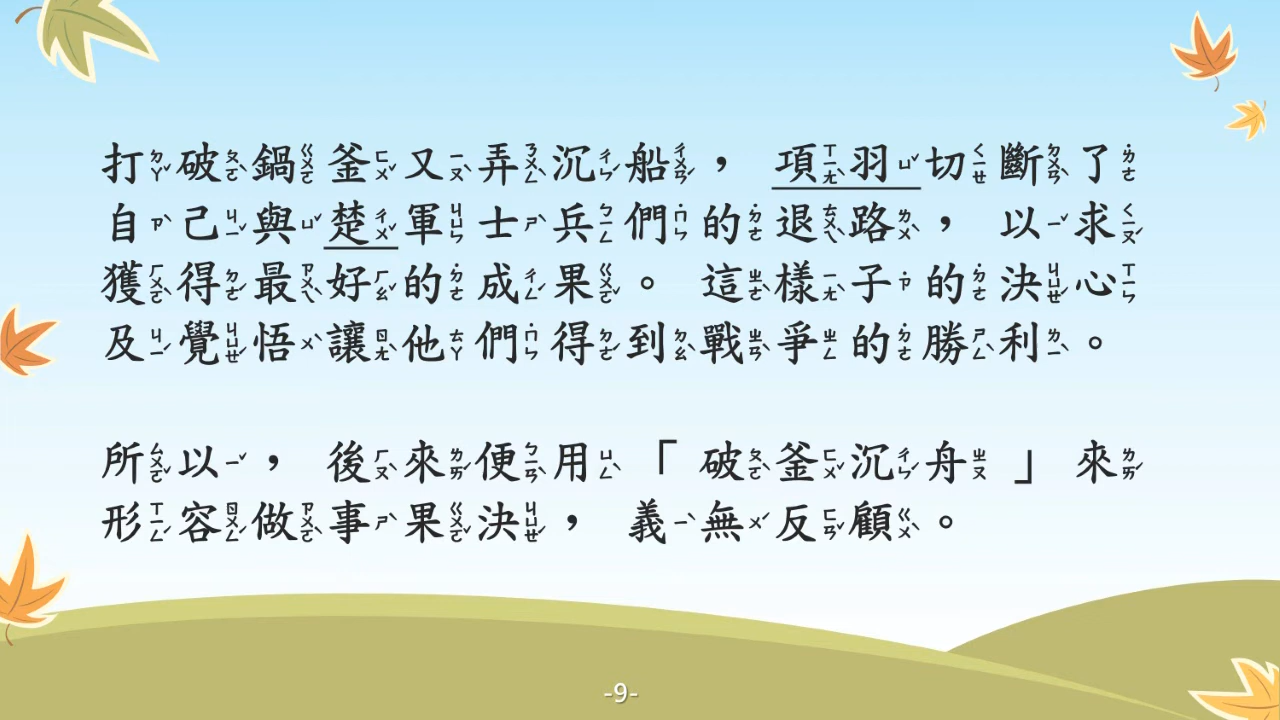 打破鍋釜又弄沉船，項羽切斷了
自己與楚軍士兵們的退路，以求
獲得最好的成果。這樣子的決心
及覺悟讓他們得到戰爭的勝利。
所以，後來便用「破釜沉舟」來
形容做事果決，義無反顧。
-9-